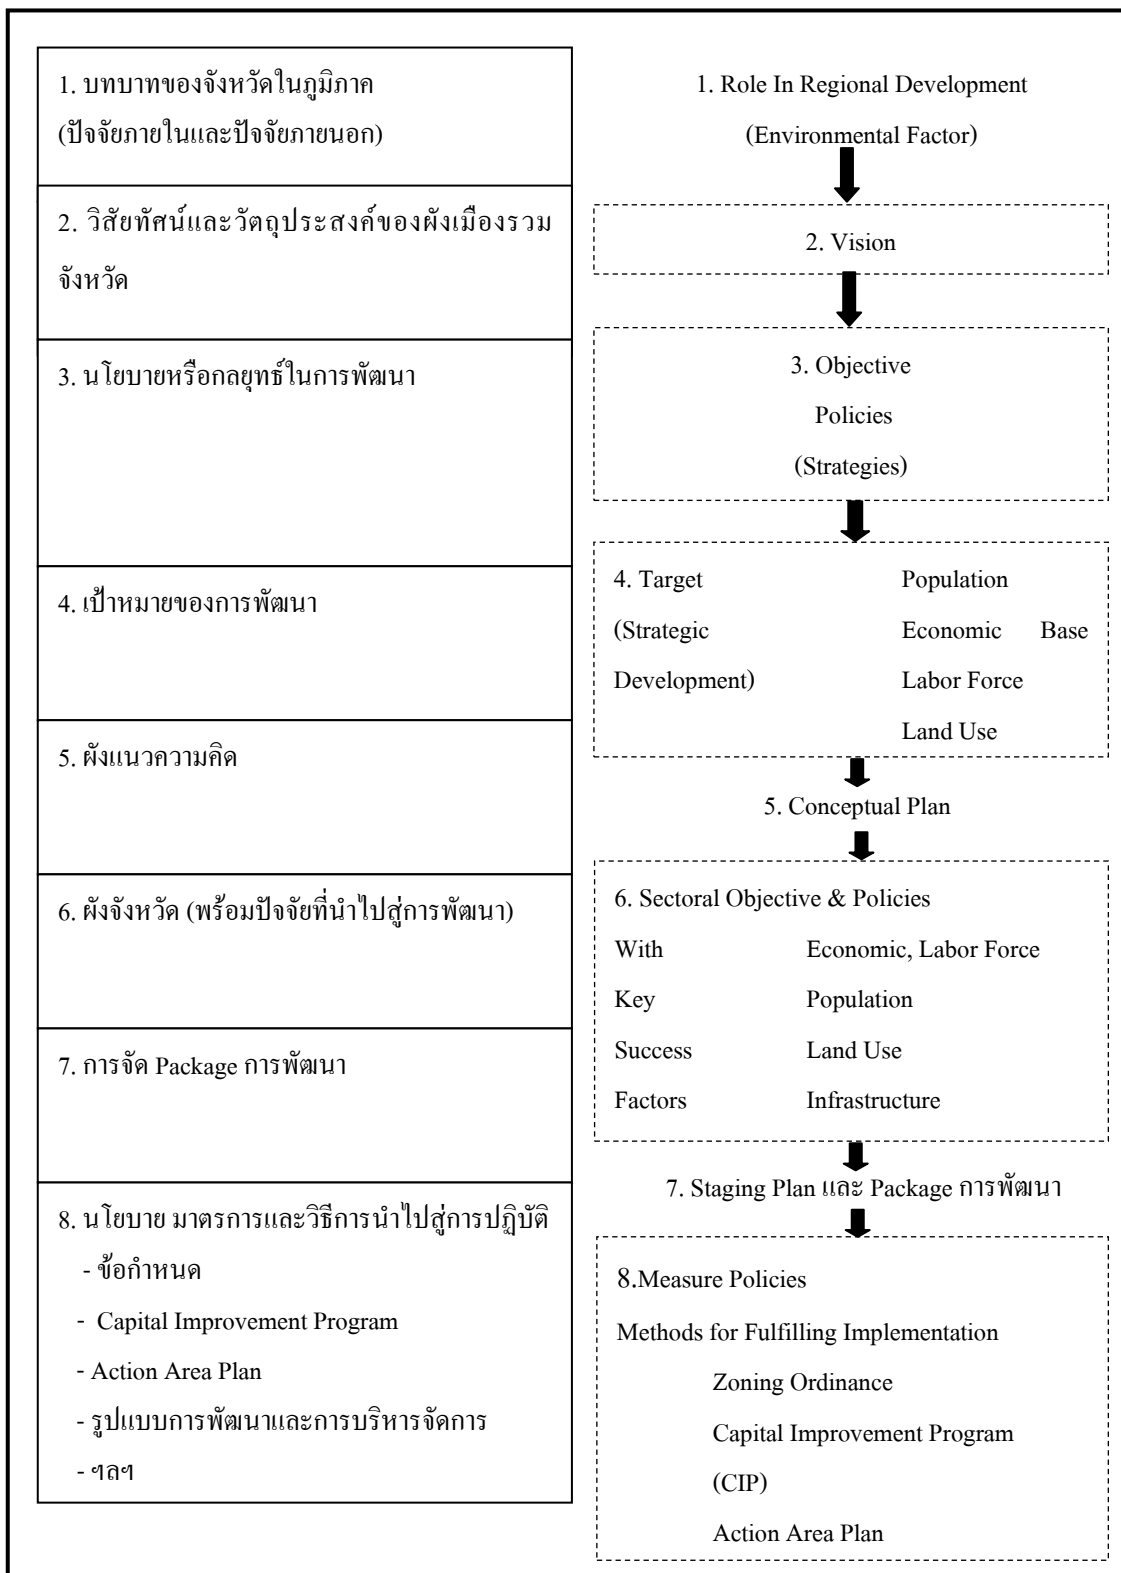 1. บทบาทของจังหวัดในภูมิภาค
(ปัจจัยภายในและปัจจัยภายนอก)
2. วิสัยทัศน์และวัตถุประสงค์ของผังเมืองรวม
จังหวัด
3. นโยบายหรือกลยุทธ์ในการพัฒนา
4. เป้าหมายของการพัฒนา
5. ผังแนวความคิด
6. ผังจังหวัด (พร้อมปัจจัยที่นำไปสู่การพัฒนา)
7. การจัด Package การพัฒนา
8. นโยบาย มาตรการและวิธีการนำไปสู่การปฏิบัติ
- ข้อกำหนด
- Capital Improvement Program
- Action Area Plan
- รูปแบบการพัฒนาและการบริหารจัดการ
- ฯลฯ
1. Role In Regional Development
(Environmental Factor)
2. Vision
3. Objective
Policies
(Strategies)
4. Target Population
(Strategic Economic Base
Development) Labor Force
Land Use
5. Conceptual Plan
6. Sectoral Objective & Policies
With Economic, Labor Force
Key Population
Success Land Use
Factors Infrastructure
7. Staging Plan และ Package การพัฒนา
8.Measure Policies
Methods for Fulfilling Implementation
Zoning Ordinance
Capital Improvement Program
(CIP)
Action Area Plan